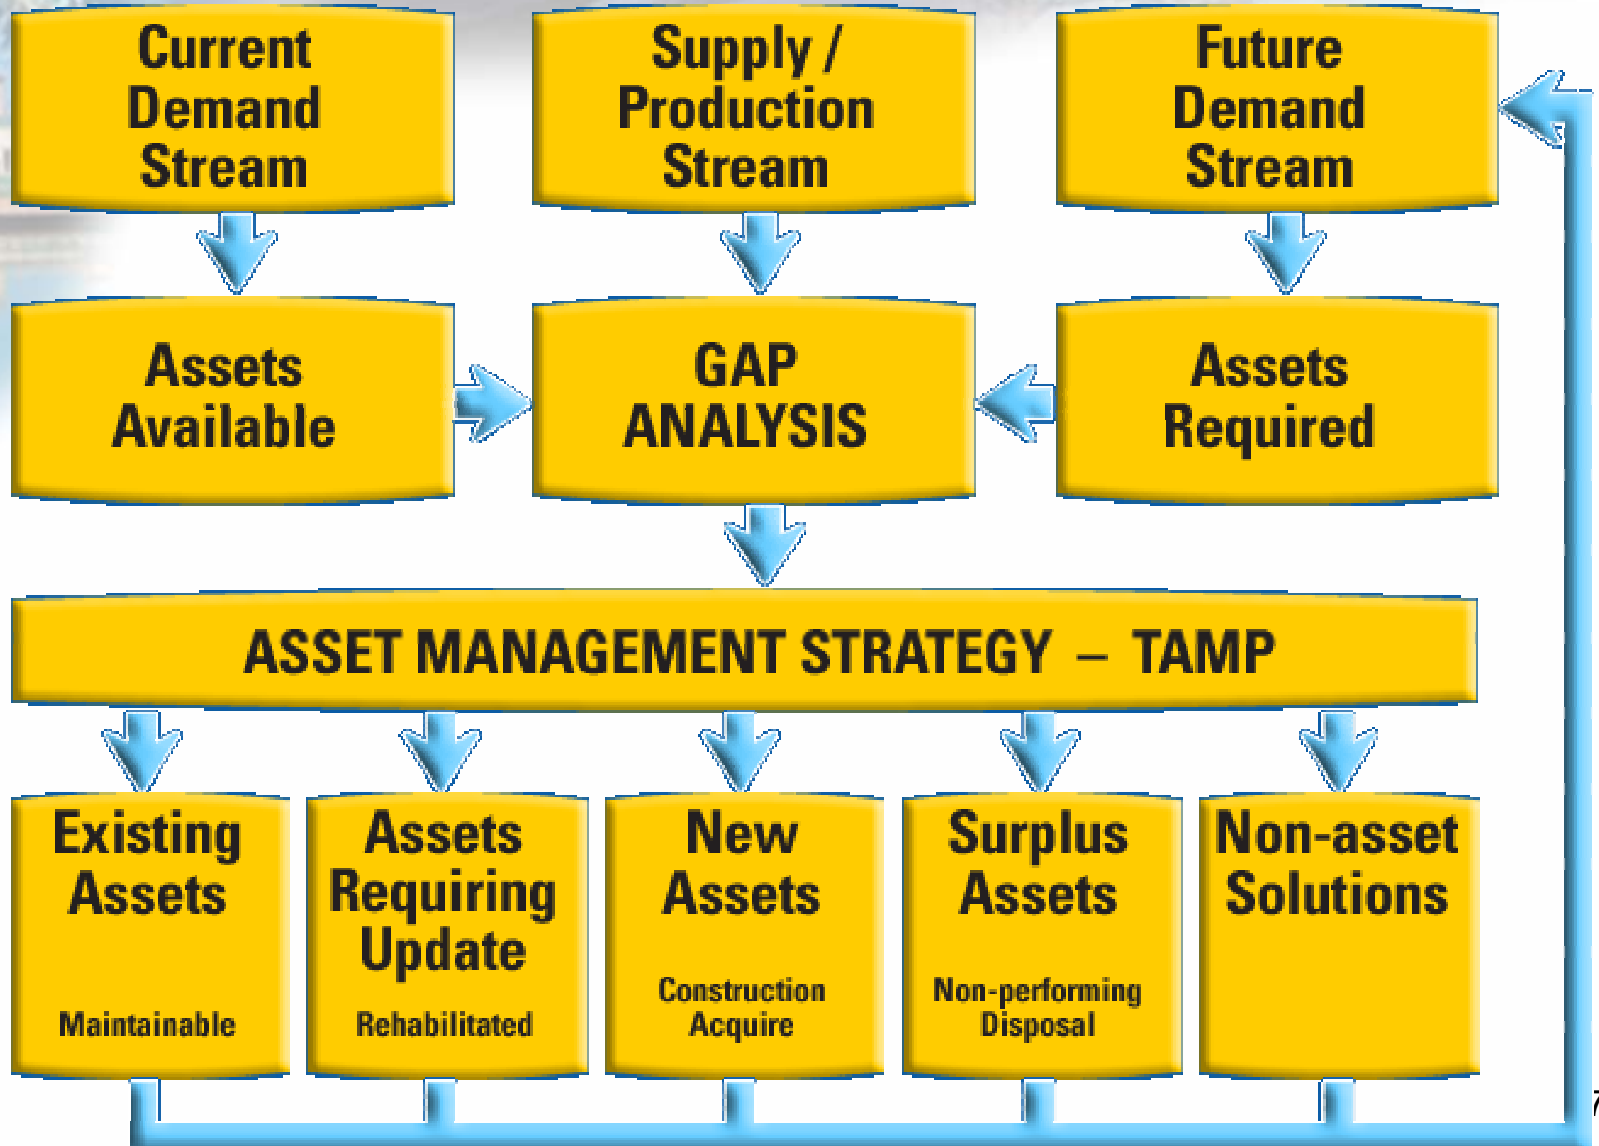 Current
Demand
Stream
Supply /
Production
Stream
Future
Demand
Stream
Assets
Available
GAP
ANALYSIS
Assets
Required
ASSET MANAGEMENT STRATEGY – TAMP
Existing
Assets
Maintainable
Assets
Requiring
Update
Rehabilitated
New
Assets
Construction
Acquire
Surplus
Assets
Non-performing
Disposal
Non-asset
Solutions